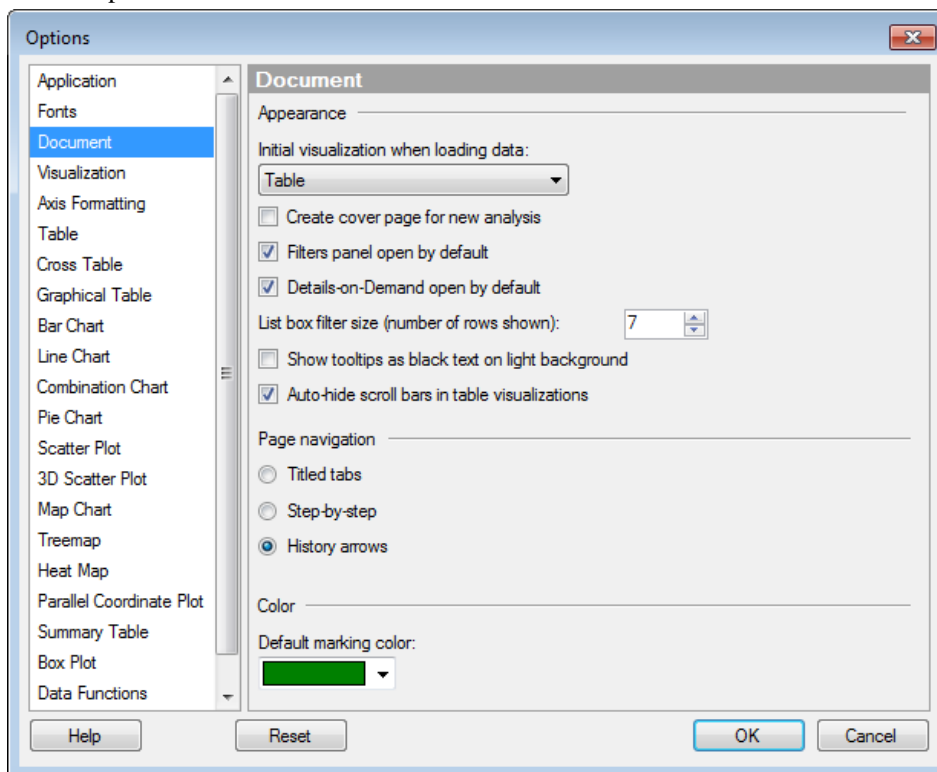 Options
Application
Fonts
Document
Visualization
Axis Formatting
Table
Cross Table
Graphical Table
Bar Chart
Line Chart
Combination Chart
Pie Chart
Scatter Plot
3D Scatter Plot
Map Chart
Treemap
Heat Map
Parallel Coordinate Plot
Summary Table
Box Plot
Data Functions
Document
Appearance
Initial visualization when loading data:
Table
Create cover page for new analysis
Filters panel open by default
Details-on-Demand open by default
List box filter size (number of rows shown): 7
Show tooltips as black text on light background
Auto-hide scroll bars in table visualizations
Page navigation
Titled tabs
Step-by-step
History arrows
Color
Default marking color:
Help Reset OK Cancel